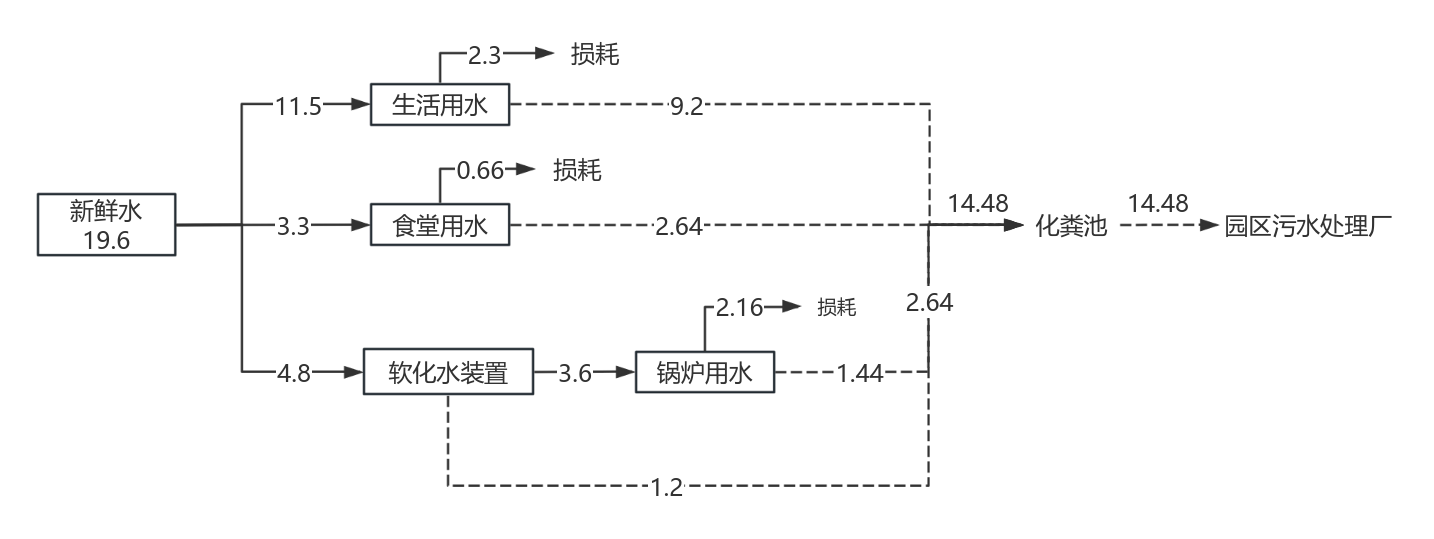 2.3
损耗
11.5
生活用水
9.2
0.66
损耗
新鲜水
19.6
3.3
食堂用水
2.64
14.48
化粪池
14.48
园区污水处理厂
2.16
损耗
2.64
4.8
软化水装置
3.6
锅炉用水
1.44
1.2